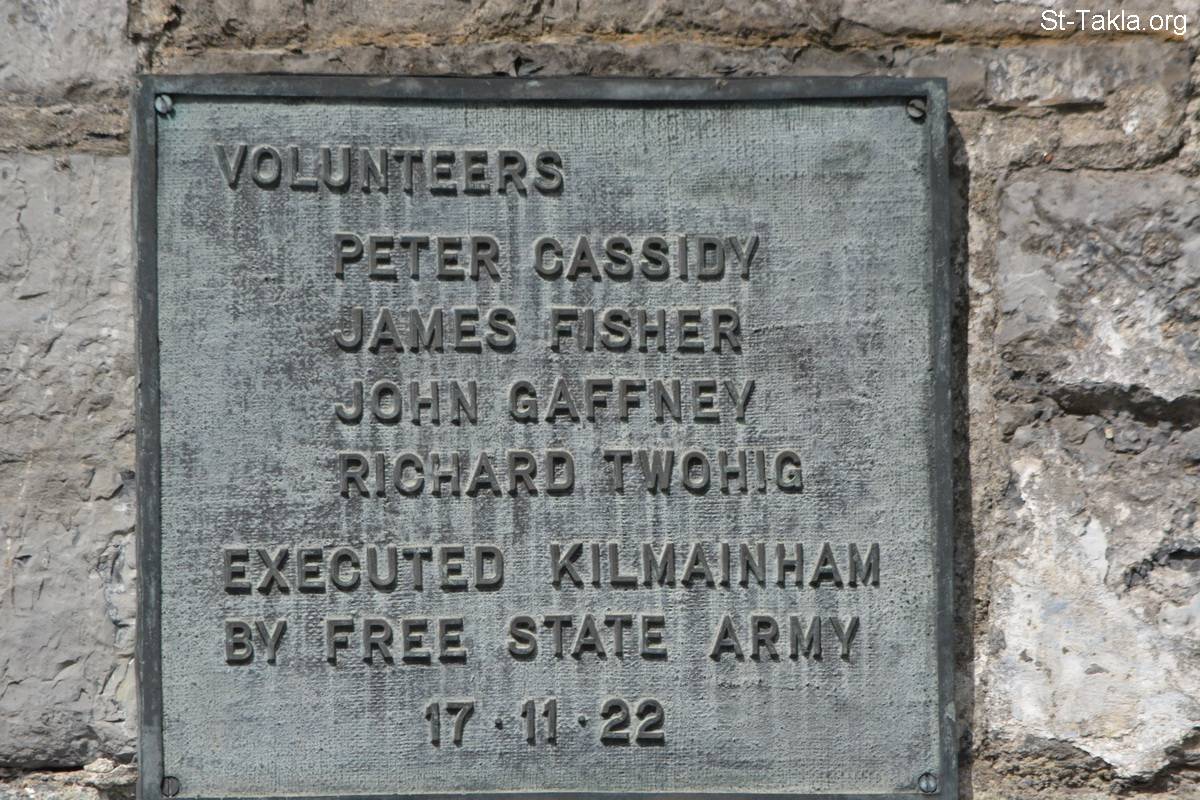 St-Takla.org
VOLUNTEERS
PETER CASSIDY
JAMES FISHER
JOHN GAFFNEY
RICHARD TWOHIG
EXECUTED KILMAINHAM
BY FREE STATE ARMY
17·11·22